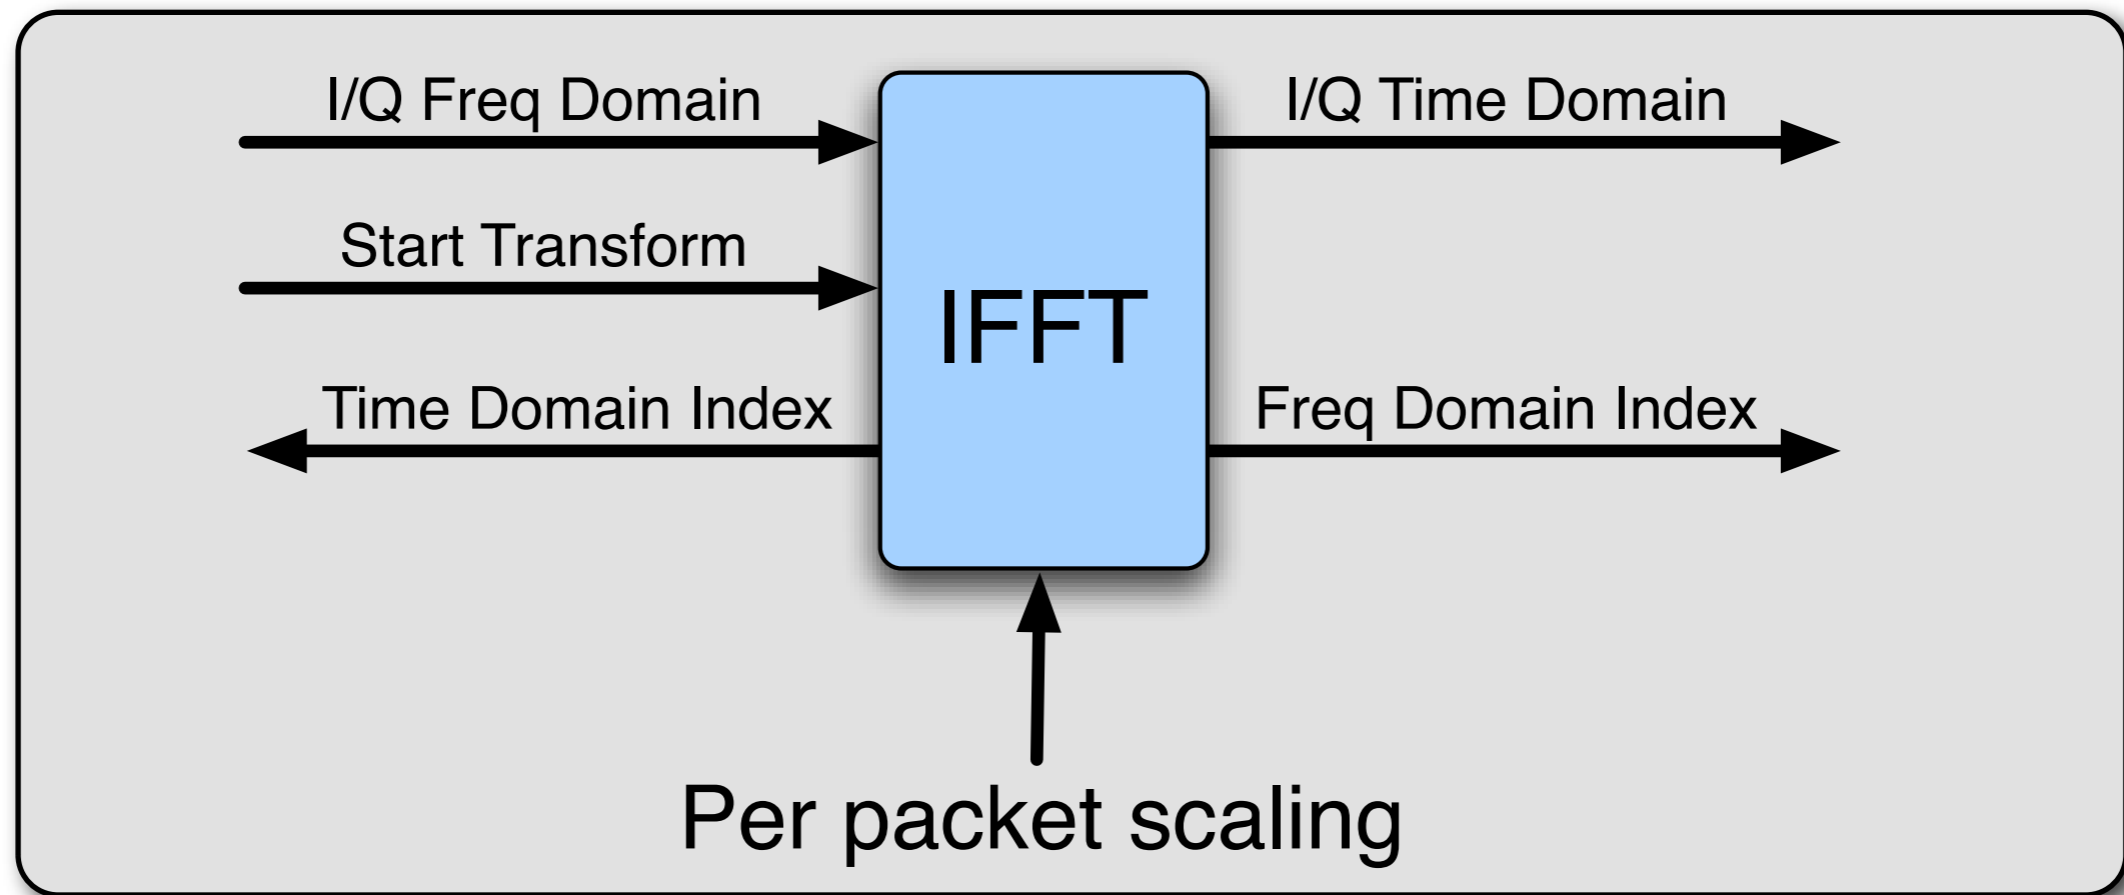 I/Q Freq Domain
I/Q Time Domain
Start Transform
IFFT
Time Domain Index
Freq Domain Index
Per packet scaling